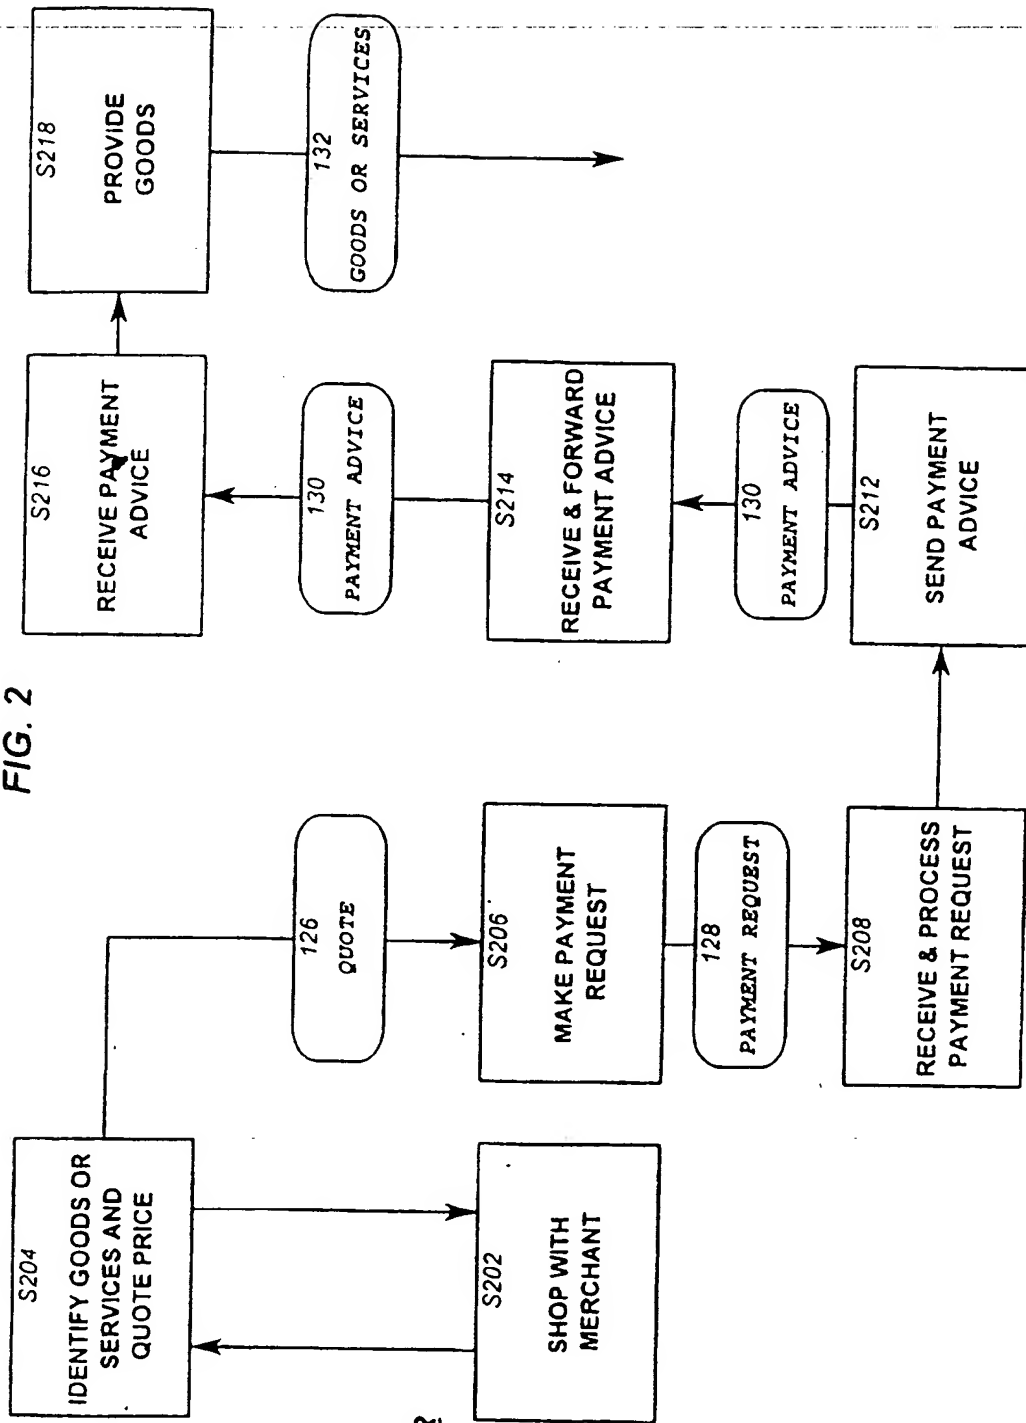 FIG. 2
S204
IDENTIFY GOODS OR
SERVICES AND
QUOTE PRICE
S202
SHOP WITH
MERCHANT
126
QUOTE
S206
MAKE PAYMENT
REQUEST
128
PAYMENT REQUEST
S208
RECEIVE & PROCESS
PAYMENT REQUEST
S212
SEND PAYMENT
ADVICE
130
PAYMENT ADVICE
S214
RECEIVE & FORWARD
PAYMENT ADVICE
130
PAYMENT ADVICE
S216
RECEIVE PAYMENT
ADVICE
S218
PROVIDE
GOODS
132
GOODS OR SERVICES